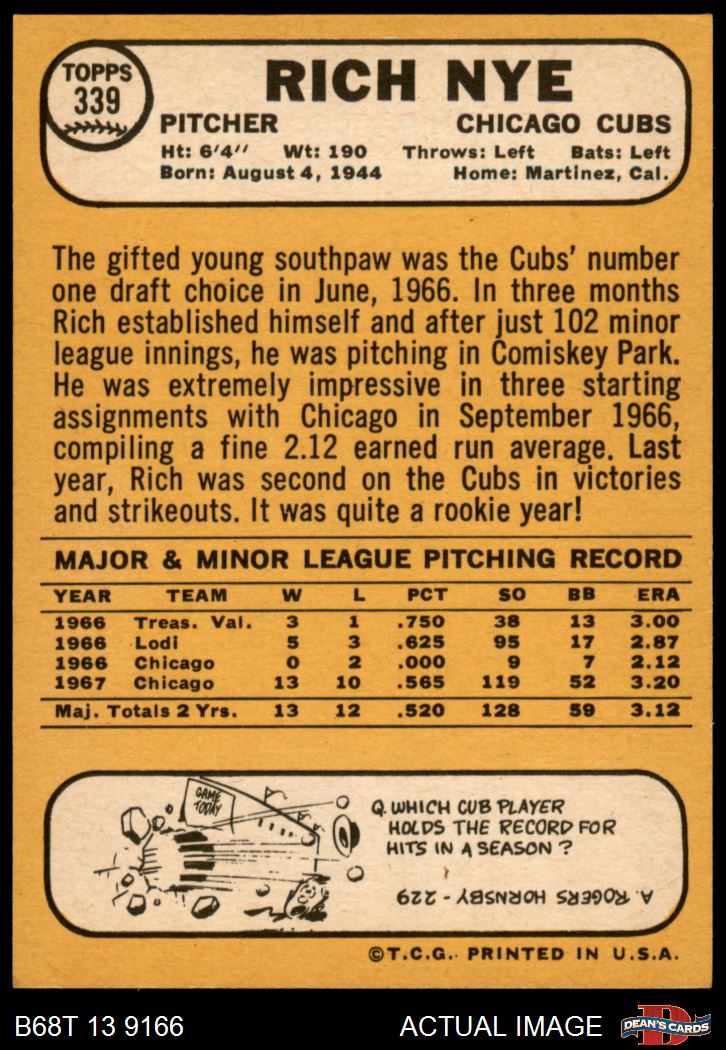 TOPPS
339
RICH NYE
PITCHER CHICAGO CUBS
Ht: 6'4" Wt: 190 Throws: Left Bats: Left
Born: August 4, 1944 Home: Martinez, Cal.
The gifted young southpaw was the Cubs' number
one draft choice in June, 1966. In three months
Rich established himself and after just 102 minor
league innings, he was pitching in Comiskey Park.
He was extremely impressive in three starting
assignments with Chicago in September 1966,
compiling a fine 2.12 earned run average. Last
year, Rich was second on the Cubs in victories
and strikeouts. It was quite a rookie year!
MAJOR & MINOR LEAGUE PITCHING RECORD
YEAR TEAM W L PCT SO BB ERA
1966 Treas. Val. 3 1 .750 38 13 3.00
1966 Lodi 5 3 .625 95 17 2.87
1966 Chicago 0 2 .000 9 7 2.12
1967 Chicago 13 10 .565 119 52 3.20
Maj. Totals 2 Yrs. 13 12 .520 128 59 3.12
GAME
TODAY
Q. WHICH CUB PLAYER
HOLDS THE RECORD FOR
HITS IN A SEASON?
A. ROGERS HORNSBY - 229
©T.C.G. PRINTED IN U.S.A.
B68T 13 9166 ACTUAL IMAGE
D
DEAN'S CARDS